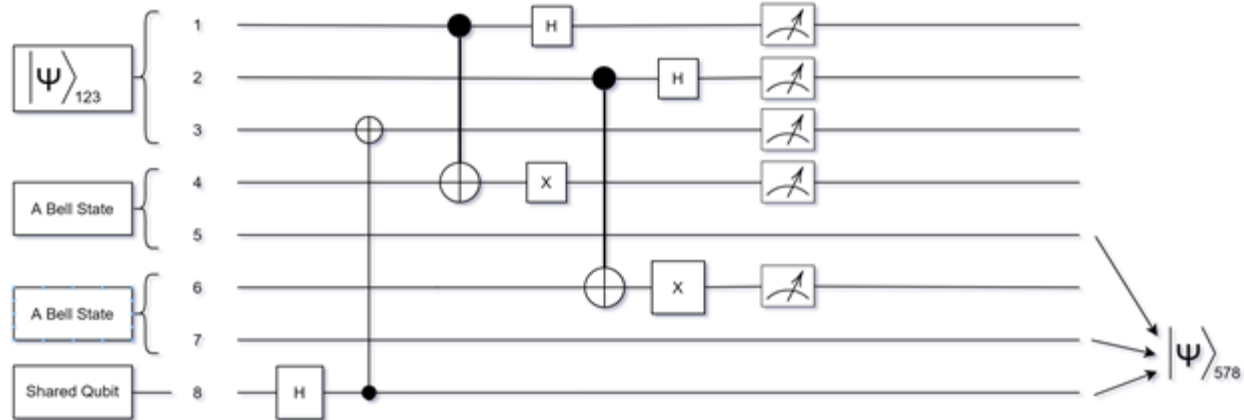 1
H
2
H
|Ψ⟩123
3
4
X
A Bell State
5
6
X
A Bell State
7
|Ψ⟩578
Shared Qubit
8
H